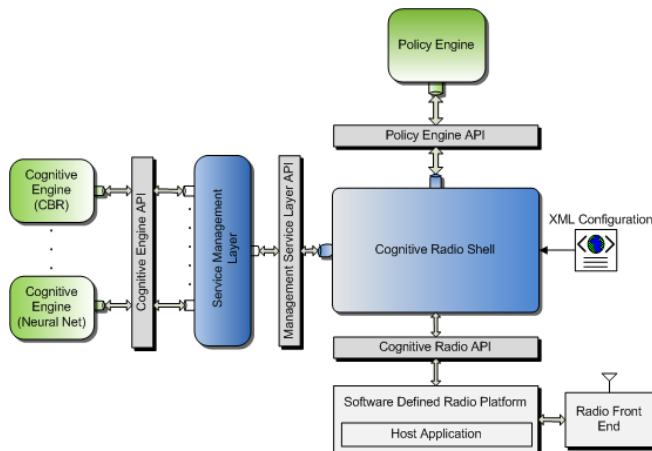 Policy Engine
Policy Engine API
Cognitive
Engine
(CBR)
Cognitive
Engine
(Neural Net)
Cognitive Engine API
Service Management
Layer
Management Service Layer API
Cognitive Radio Shell
XML Configuration
Cognitive Radio API
Software Defined Radio Platform
Host Application
Radio Front
End